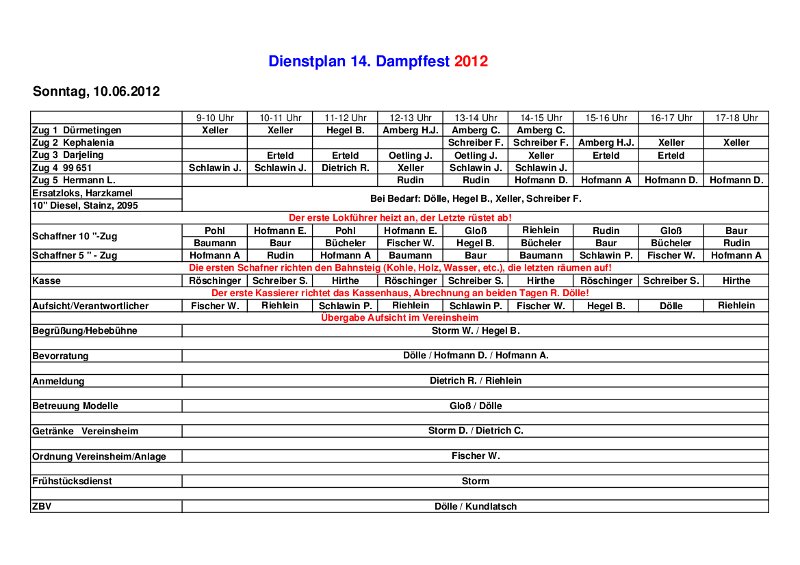 Dienstplan 14. Dampffest 2012
Sonntag, 10.06.2012
9-10 Uhr 10-11 Uhr 11-12 Uhr 12-13 Uhr 13-14 Uhr 14-15 Uhr 15-16 Uhr 16-17 Uhr 17-18 Uhr
Zug 1 Dürmetingen Xeller Xeller Hegel B. Amberg H.J. Amberg C. Amberg C.
Zug 2 Kephalenia Schreiber F. Schreiber F. Amberg H.J. Xeller Xeller
Zug 3 Darjeling Erteld Erteld Oetling J. Oetling J. Xeller Erteld Erteld
Zug 4 99 651 Schlawin J. Schlawin J. Dietrich R. Xeller Schlawin J. Schlawin J.
Zug 5 Hermann L. Rudin Rudin Hofmann D. Hofmann A Hofmann D. Hofmann D.
Ersatzloks, Harzkamel
10" Diesel, Stainz, 2095
Bei Bedarf: Dölle, Hegel B., Xeller, Schreiber F.
Der erste Lokführer heizt an, der Letzte rüstet ab!
Schaffner 10 "-Zug
Pohl Hofmann E. Pohl Hofmann E. Gloß Riehlein Rudin Gloß Baur
Baumann Baur Bücheler Fischer W. Hegel B. Bücheler Baur Bücheler Rudin
Schaffner 5 " - Zug Hofmann A Rudin Hofmann A Baumann Baur Baumann Schlawin P. Fischer W. Hofmann A
Die ersten Schafner richten den Bahnsteig (Kohle, Holz, Wasser, etc.), die letzten räumen auf!
Kasse Röschinger Schreiber S. Hirthe Röschinger Schreiber S. Hirthe Röschinger Schreiber S. Hirthe
Der erste Kassierer richtet das Kassenhaus, Abrechnung an beiden Tagen R. Dölle!
Aufsicht/Verantwortlicher Fischer W. Riehlein Schlawin P. Riehlein Schlawin P. Fischer W. Hegel B. Dölle Riehlein
Übergabe Aufsicht im Vereinsheim
Begrüßung/Hebebühne Storm W. / Hegel B.
Bevorratung Dölle / Hofmann D. / Hofmann A.
Anmeldung Dietrich R. / Riehlein
Betreuung Modelle Gloß / Dölle
Getränke Vereinsheim Storm D. / Dietrich C.
Ordnung Vereinsheim/Anlage Fischer W.
Frühstücksdienst Storm
ZBV Dölle / Kundlatsch